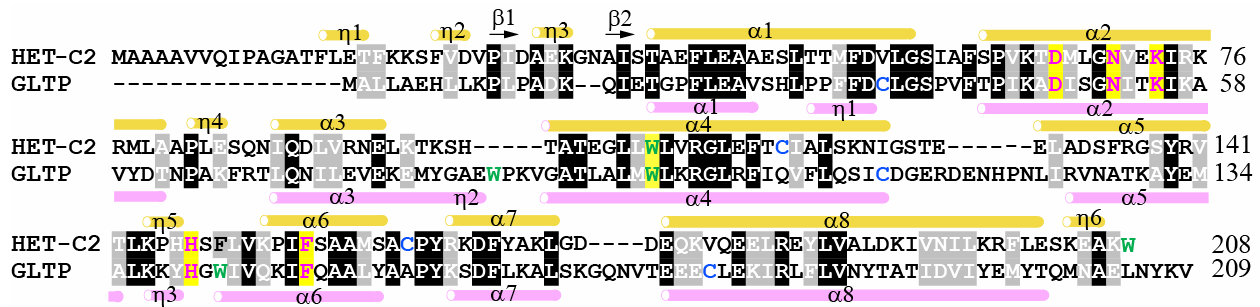 η1 η2 β1 η3 β2 α1 α2
HET-C2 MAAAAVVQIPAGATFLETFKKSFVDVPIDAEKGNAISTAEFLEAAESLTTMFDVLGSIAFSPVKTDMLGNVEKIRK 76
GLTP ----------------MALLAEHLLKPLPADK--QIETGPFLEAVSHLPPFFDCLGSPVFTPIKADISGNITKIKA 58
α1 η1 α2
η4 α3 α4 α5
HET-C2 RMLAAPLESQNIQDLVRNELKTKSH-----TATEGLLWLVRGLEFTCIALSKNIGSTE------ELADSFRGSYRV 141
GLTP VYDTNPAKFRTLQNILEVEKEMYGAEWPKVGATLALMWLKRGLRFIQVFLQSICDGERDENHPNLIRVNATKAYEM 134
α3 η2 α4 α5
η5 α6 α7 α8 η6
HET-C2 TLKPHHSFLVKPIFSAAMSACPYRKDFYAKLGD----DEQKVQEELREYLVALDKIVNILKRFLESKEAKW 208
GLTP ALKKYHGWIVQKIFQAALYAAPYKSDFLKALSKGQNVTEEECLEKIRLFLVNYTATIDVIYEMYTQMNAELNYKV 209
η3 α6 α7 α8